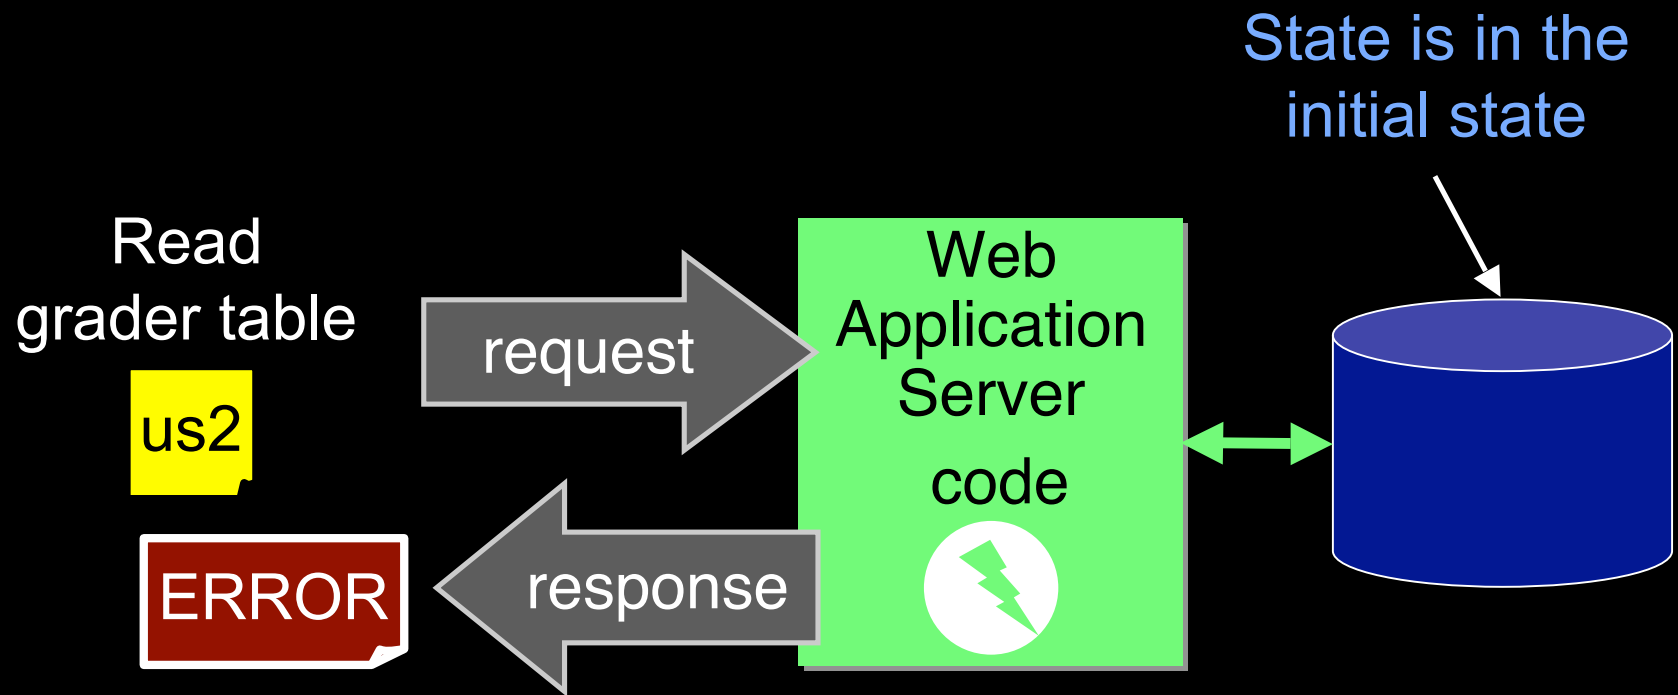 State is in the
initial state
Read
grader table
us2
ERROR
request
response
Web
Application
Server
code